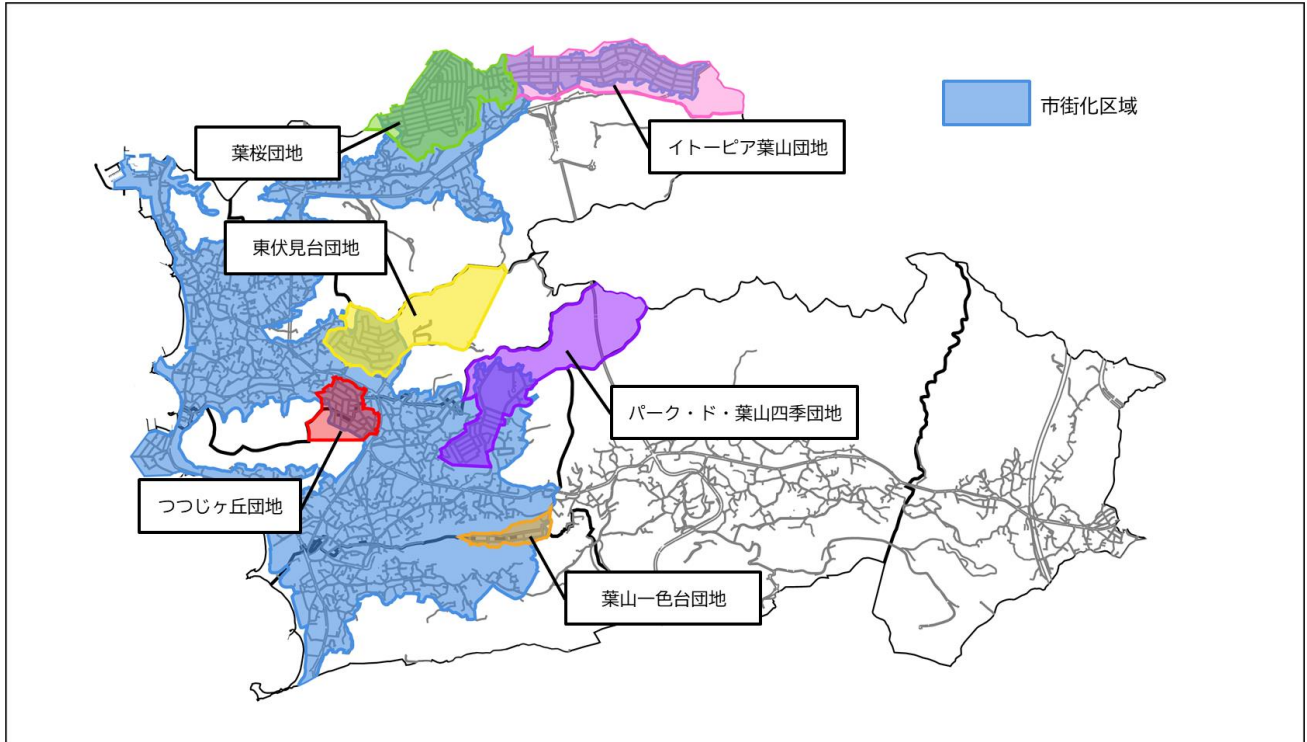 市街化区域
葉桜団地
イトーピア葉山団地
東伏見台団地
パーク・ド・葉山四季団地
つつじヶ丘団地
葉山一色台団地